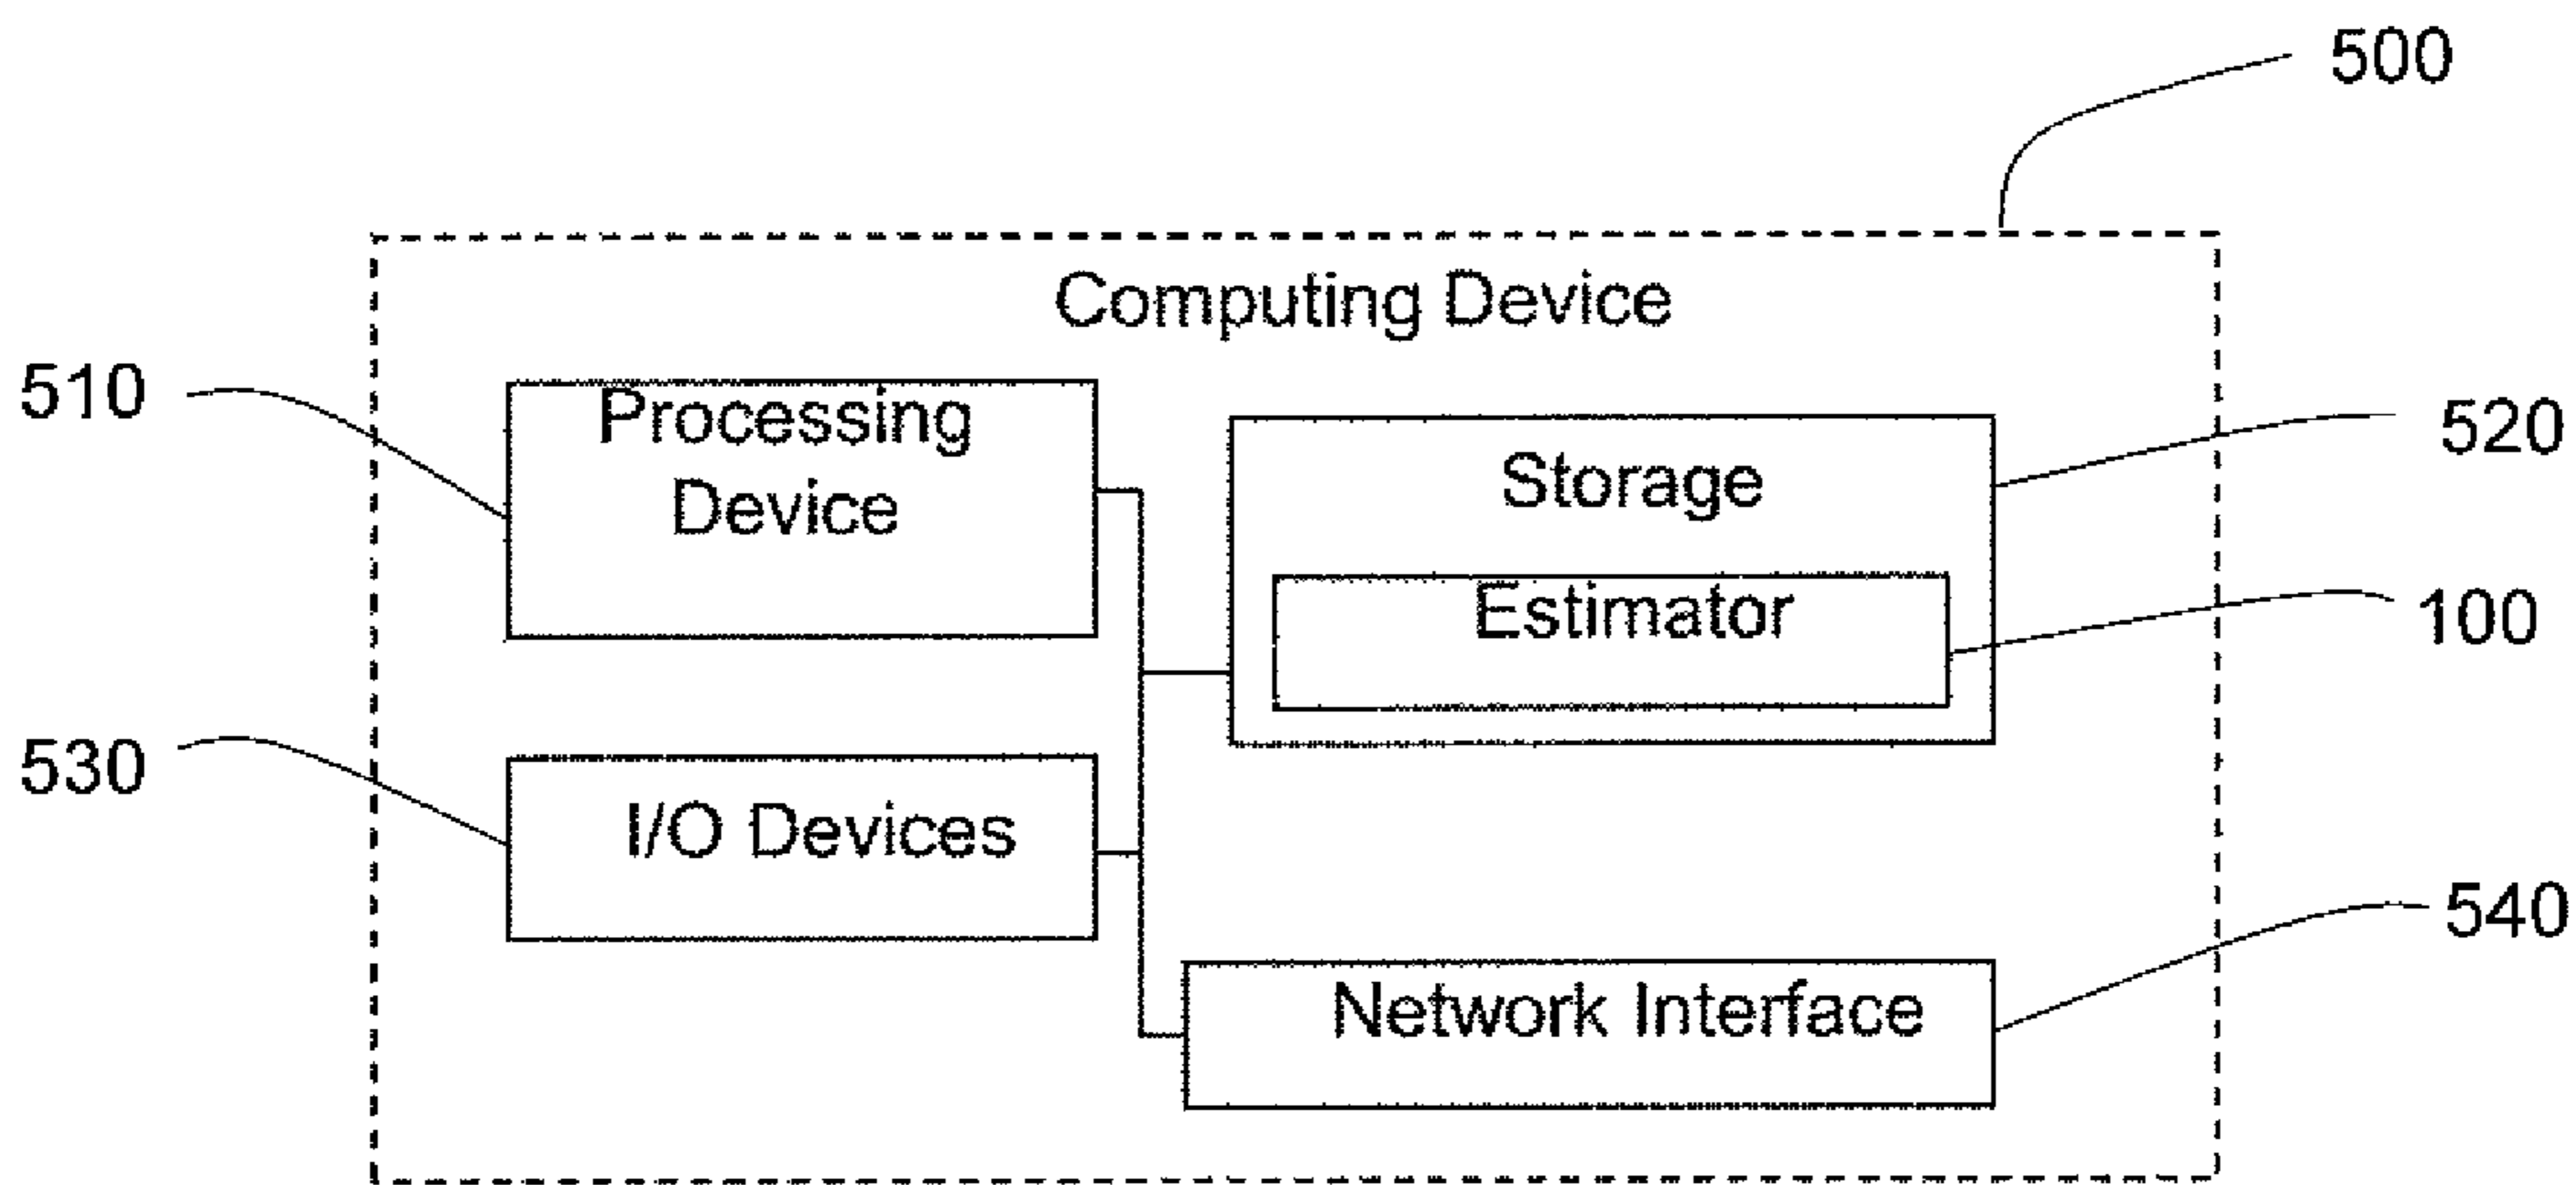 500
Computing Device
510
Processing
Device
520
Storage
Estimator
100
530
I/O Devices
540
Network Interface